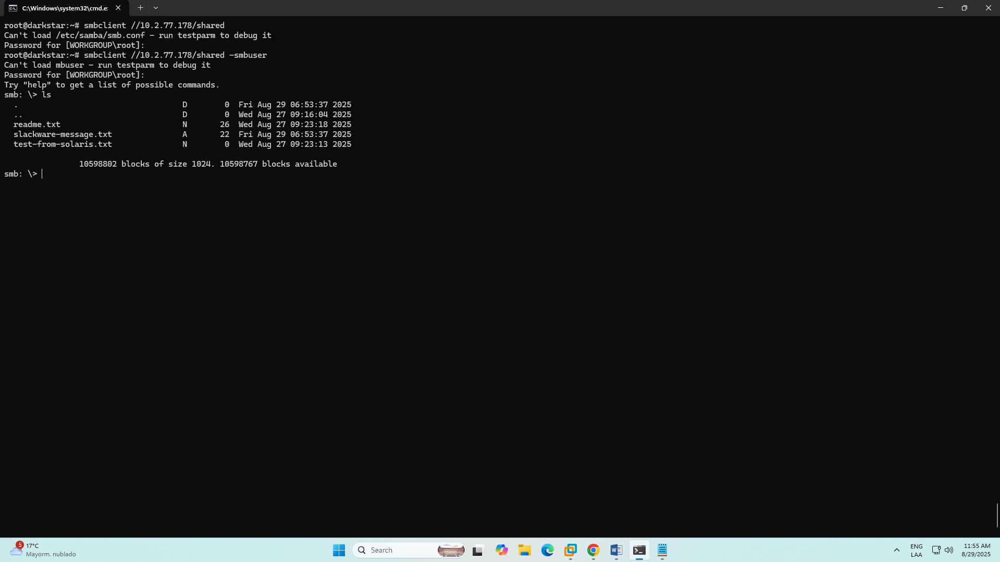 C:\Windows\system32\cmd.e:
root@darkstar:~# smbclient //10.2.77.178/shared
Can't load /etc/samba/smb.conf - run testparm to debug it
Password for [WORKGROUP\root]:
root@darkstar:~# smbclient //10.2.77.178/shared -smbuser
Can't load mbuser - run testparm to debug it
Password for [WORKGROUP\root]:
Try "help" to get a list of possible commands.
smb: \> ls
. D 0 Fri Aug 29 06:53:37 2025
.. D 0 Wed Aug 27 09:16:04 2025
readme.txt N 26 Wed Aug 27 09:23:18 2025
slackware-message.txt A 22 Fri Aug 29 06:53:37 2025
test-from-solaris.txt N 0 Wed Aug 27 09:23:13 2025
10598802 blocks of size 1024. 10598767 blocks available
smb: \>
5
17°C
Mayorm. nublado
Search
ENG
LAA
11:55 AM
8/29/2025